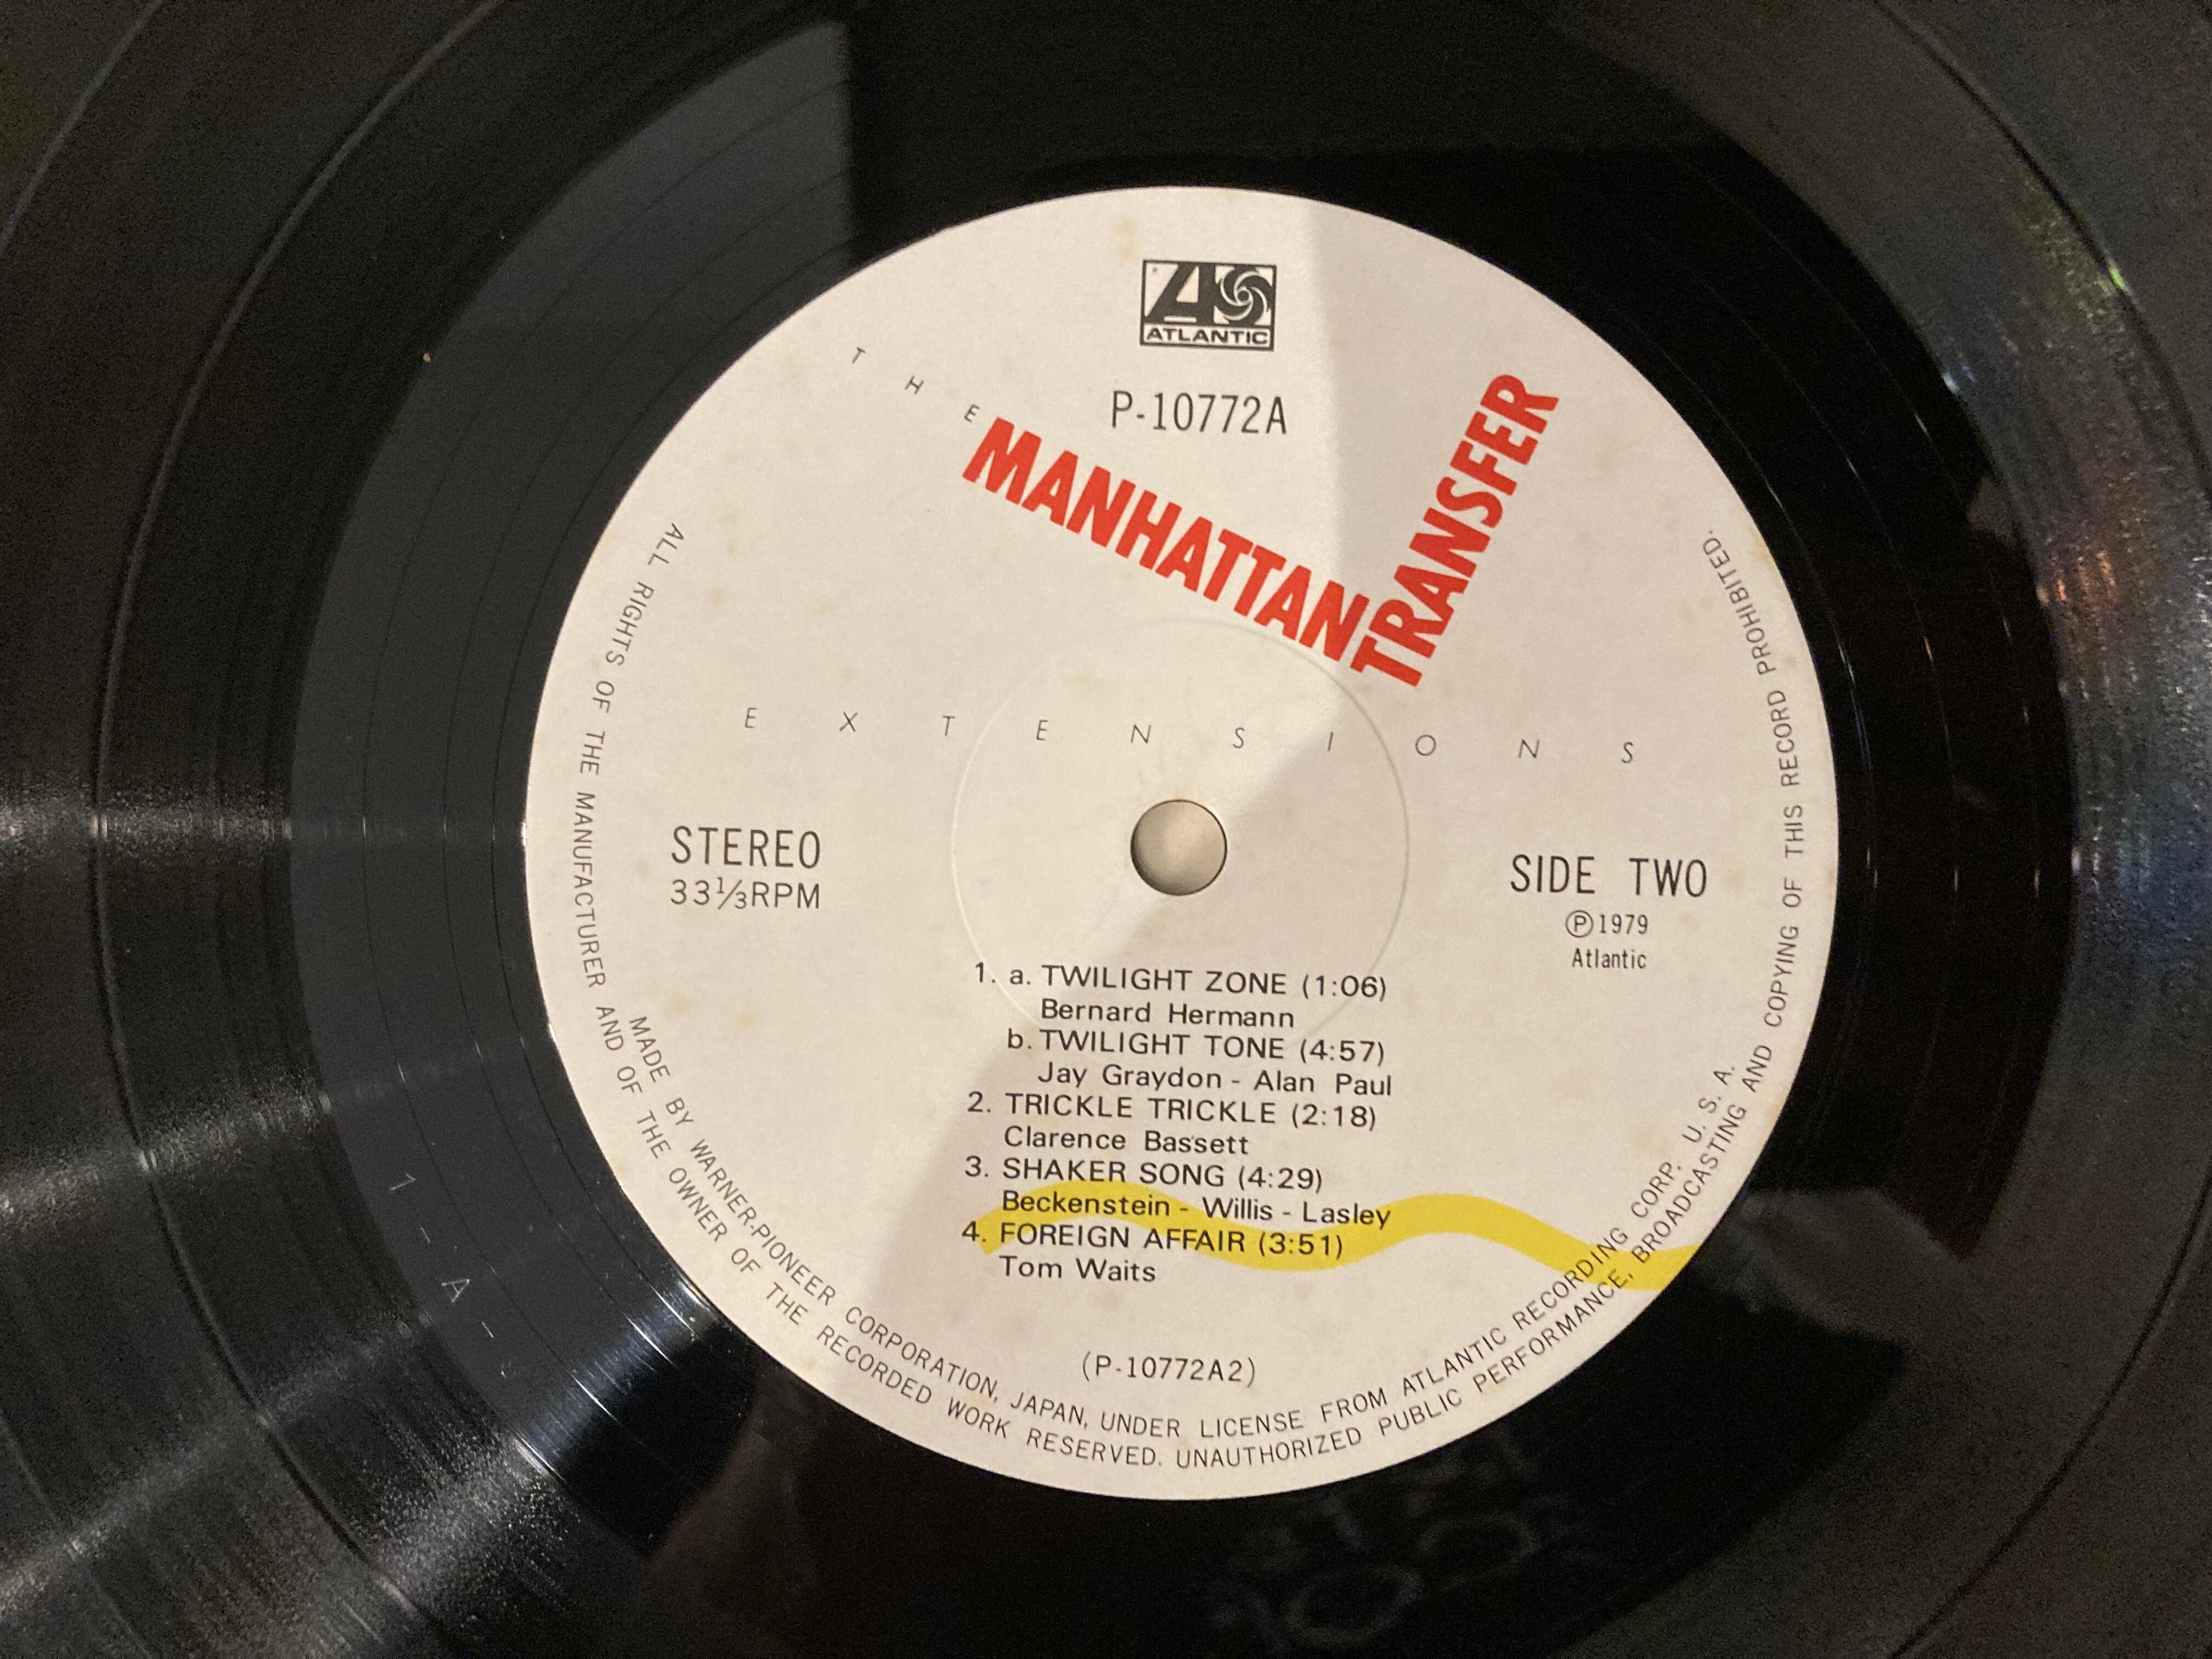 ATLANTIC
P-10772A
THE
MANHATTAN
TRANSFER
EXTENSIONS
STEREO
33⅓RPM
SIDE TWO
Ⓟ1979
Atlantic
1. a. TWILIGHT ZONE (1:06)
Bernard Hermann
b. TWILIGHT TONE (4:57)
Jay Graydon - Alan Paul
2. TRICKLE TRICKLE (2:18)
Clarence Bassett
3. SHAKER SONG (4:29)
Beckenstein - Willis - Lasley
4. FOREIGN AFFAIR (3:51)
Tom Waits
(P-10772A2)
MADE BY WARNER-PIONEER CORPORATION, JAPAN, UNDER LICENSE FROM ATLANTIC RECORDING CORP. U. S. A.
ALL RIGHTS OF THE MANUFACTURER AND OF THE OWNER OF THE RECORDED WORK RESERVED. UNAUTHORIZED PUBLIC PERFORMANCE, BROADCASTING AND COPYING OF THIS RECORD PROHIBITED.
1-A-